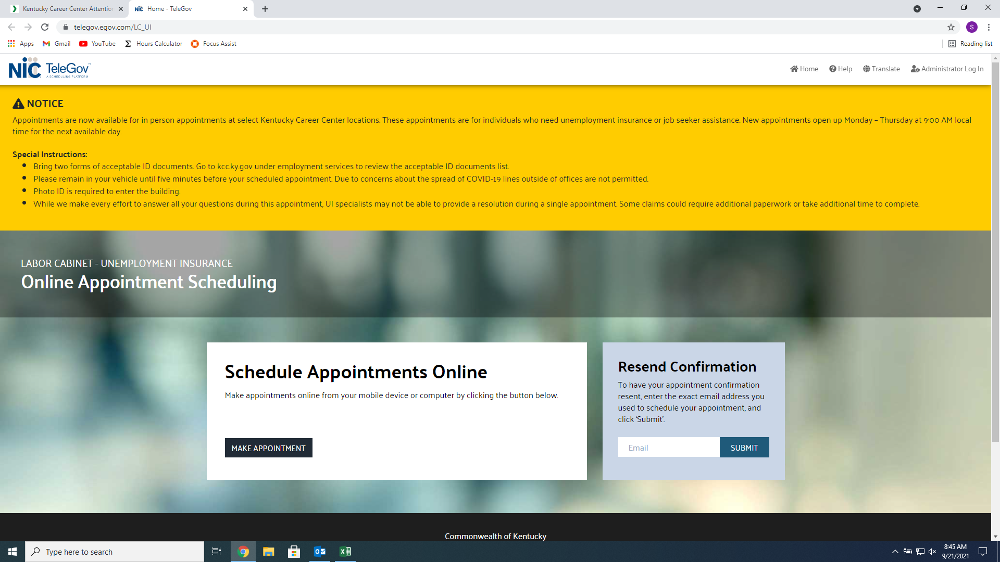 Kentucky Career Center Attention
NIC Home - TeleGov
telegov.egov.com/LC_UI
S
Apps Gmail YouTube Hours Calculator Focus Assist Reading list
NIC TeleGov™
A SCHEDULING PLATFORM
Home Help Translate Administrator Log In
NOTICE
Appointments are now available for in person appointments at select Kentucky Career Center locations. These appointments are for individuals who need unemployment insurance or job seeker assistance. New appointments open up Monday – Thursday at 9:00 AM local
time for the next available day.
Special Instructions:
• Bring two forms of acceptable ID documents. Go to kcc.ky.gov under employment services to review the acceptable ID documents list.
• Please remain in your vehicle until five minutes before your scheduled appointment. Due to concerns about the spread of COVID-19 lines outside of offices are not permitted.
• Photo ID is required to enter the building.
• While we make every effort to answer all your questions during this appointment, UI specialists may not be able to provide a resolution during a single appointment. Some claims could require additional paperwork or take additional time to complete.
LABOR CABINET - UNEMPLOYMENT INSURANCE
Online Appointment Scheduling
Schedule Appointments Online
Make appointments online from your mobile device or computer by clicking the button below.
MAKE APPOINTMENT
Resend Confirmation
To have your appointment confirmation
resent, enter the exact email address you
used to schedule your appointment, and
click ‘Submit’.
Email SUBMIT
Commonwealth of Kentucky
Type here to search
8:45 AM
9/21/2021